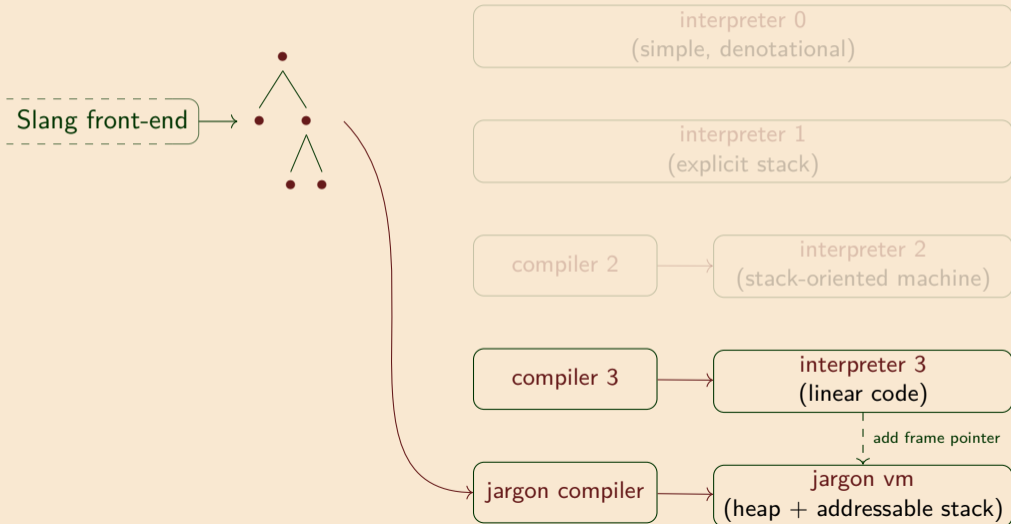 interpreter 0
(simple, denotational)
Slang front-end
interpreter 1
(explicit stack)
compiler 2
interpreter 2
(stack-oriented machine)
compiler 3
interpreter 3
(linear code)
add frame pointer
jargon compiler
jargon vm
(heap + addressable stack)